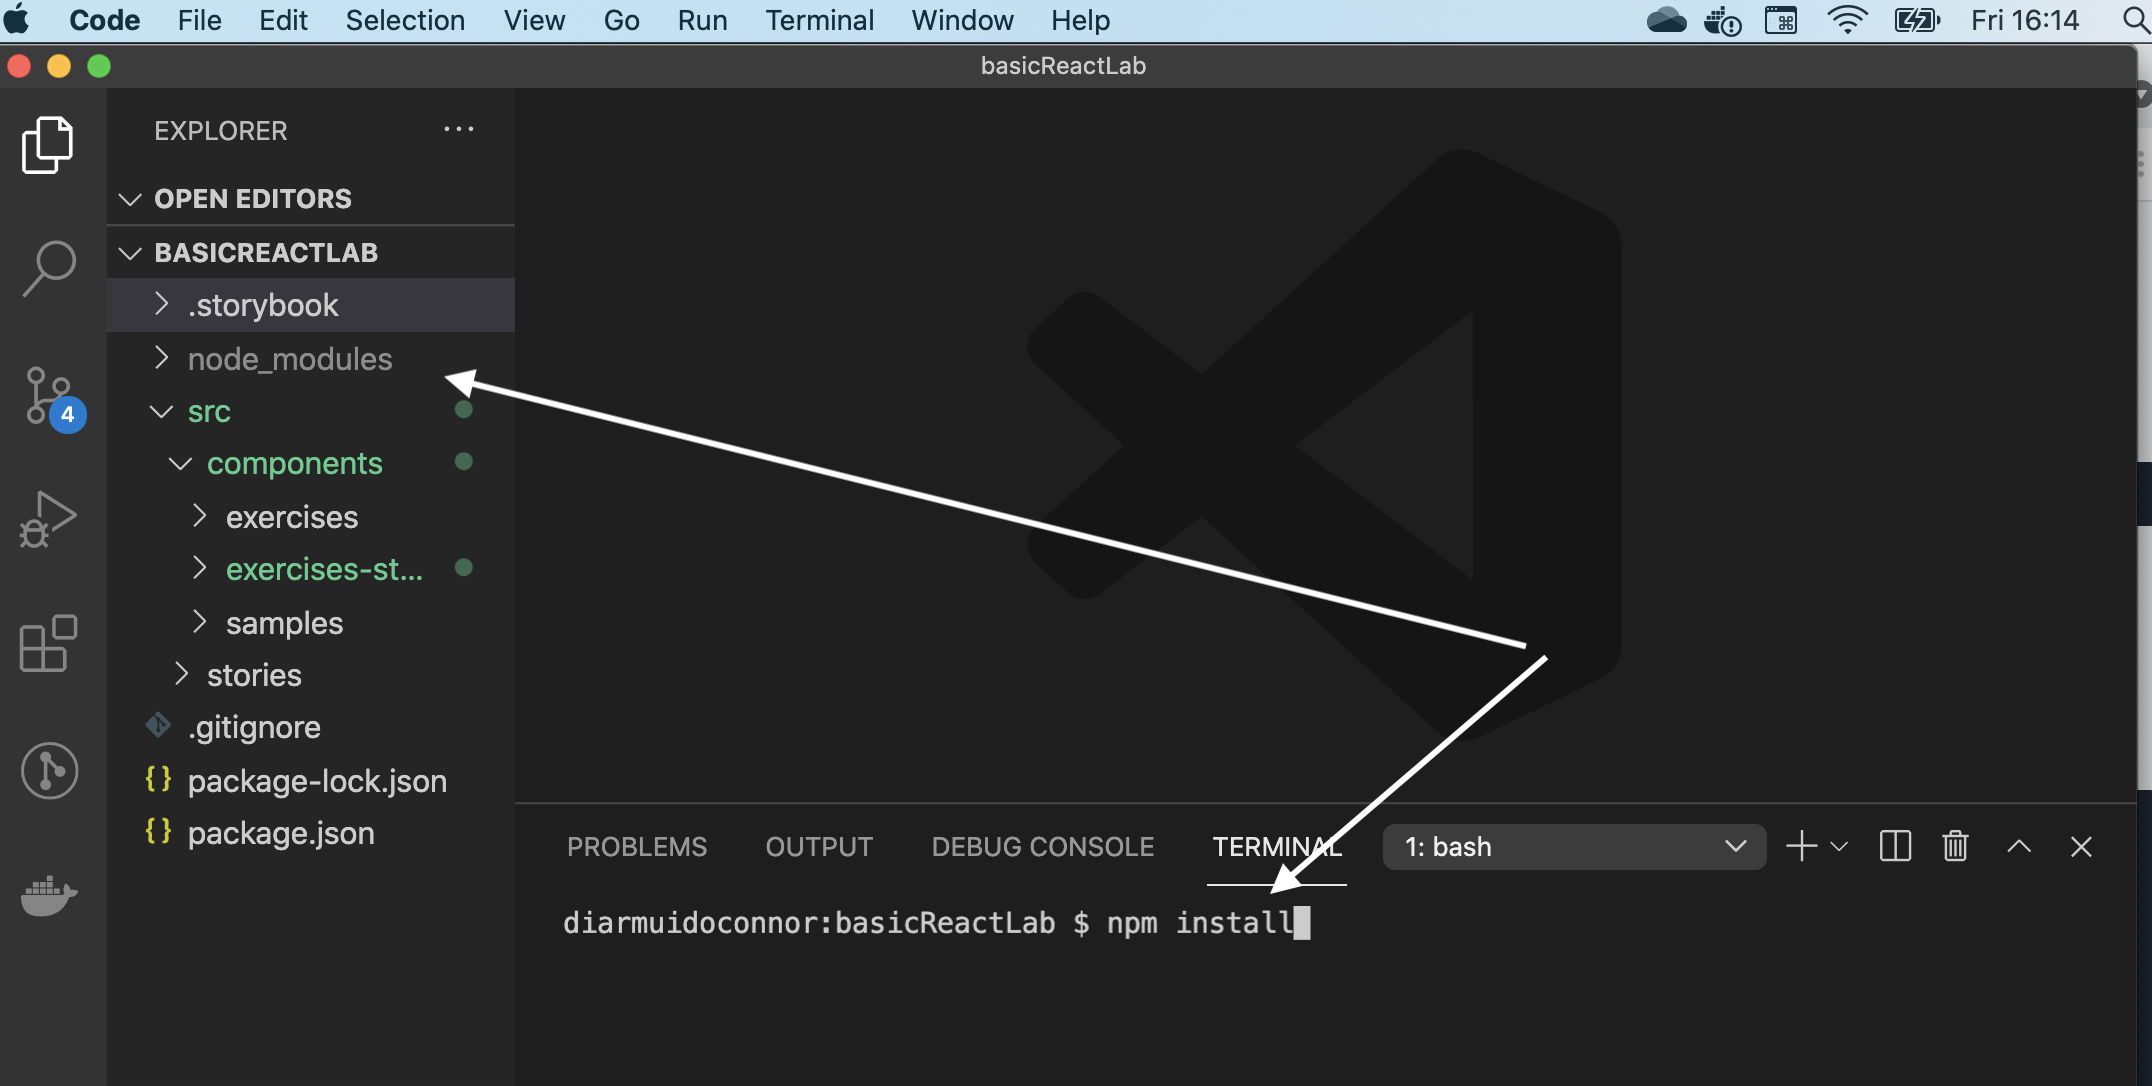 Code File Edit Selection View Go Run Terminal Window Help Fri 16:14
basicReactLab
EXPLORER ···
OPEN EDITORS
BASICREACTLAB
.storybook
node_modules
src
components
exercises
exercises-st...
samples
stories
.gitignore
{} package-lock.json
{} package.json
4
PROBLEMS OUTPUT DEBUG CONSOLE TERMINAL 1: bash
diarmuidoconnor:basicReactLab $ npm install